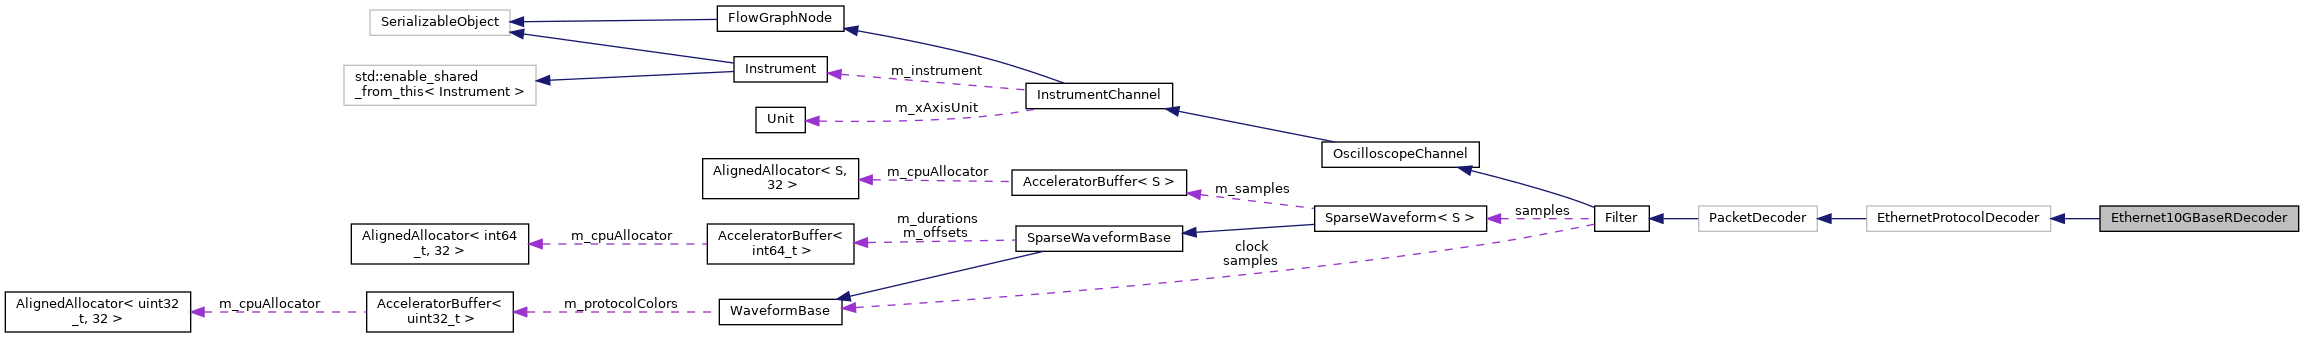 SerializableObject
FlowGraphNode
std::enable_shared
_from_this< Instrument >
Instrument
m_instrument
InstrumentChannel
Unit
m_xAxisUnit
OscilloscopeChannel
AlignedAllocator< S,
32 >
m_cpuAllocator
AcceleratorBuffer< S >
m_samples
SparseWaveform< S >
samples
Filter
PacketDecoder
EthernetProtocolDecoder
Ethernet10GBaseRDecoder
AlignedAllocator< int64
_t, 32 >
m_cpuAllocator
AcceleratorBuffer<
int64_t >
m_durations
m_offsets
SparseWaveformBase
clock
samples
AlignedAllocator< uint32
_t, 32 >
m_cpuAllocator
AcceleratorBuffer<
uint32_t >
m_protocolColors
WaveformBase